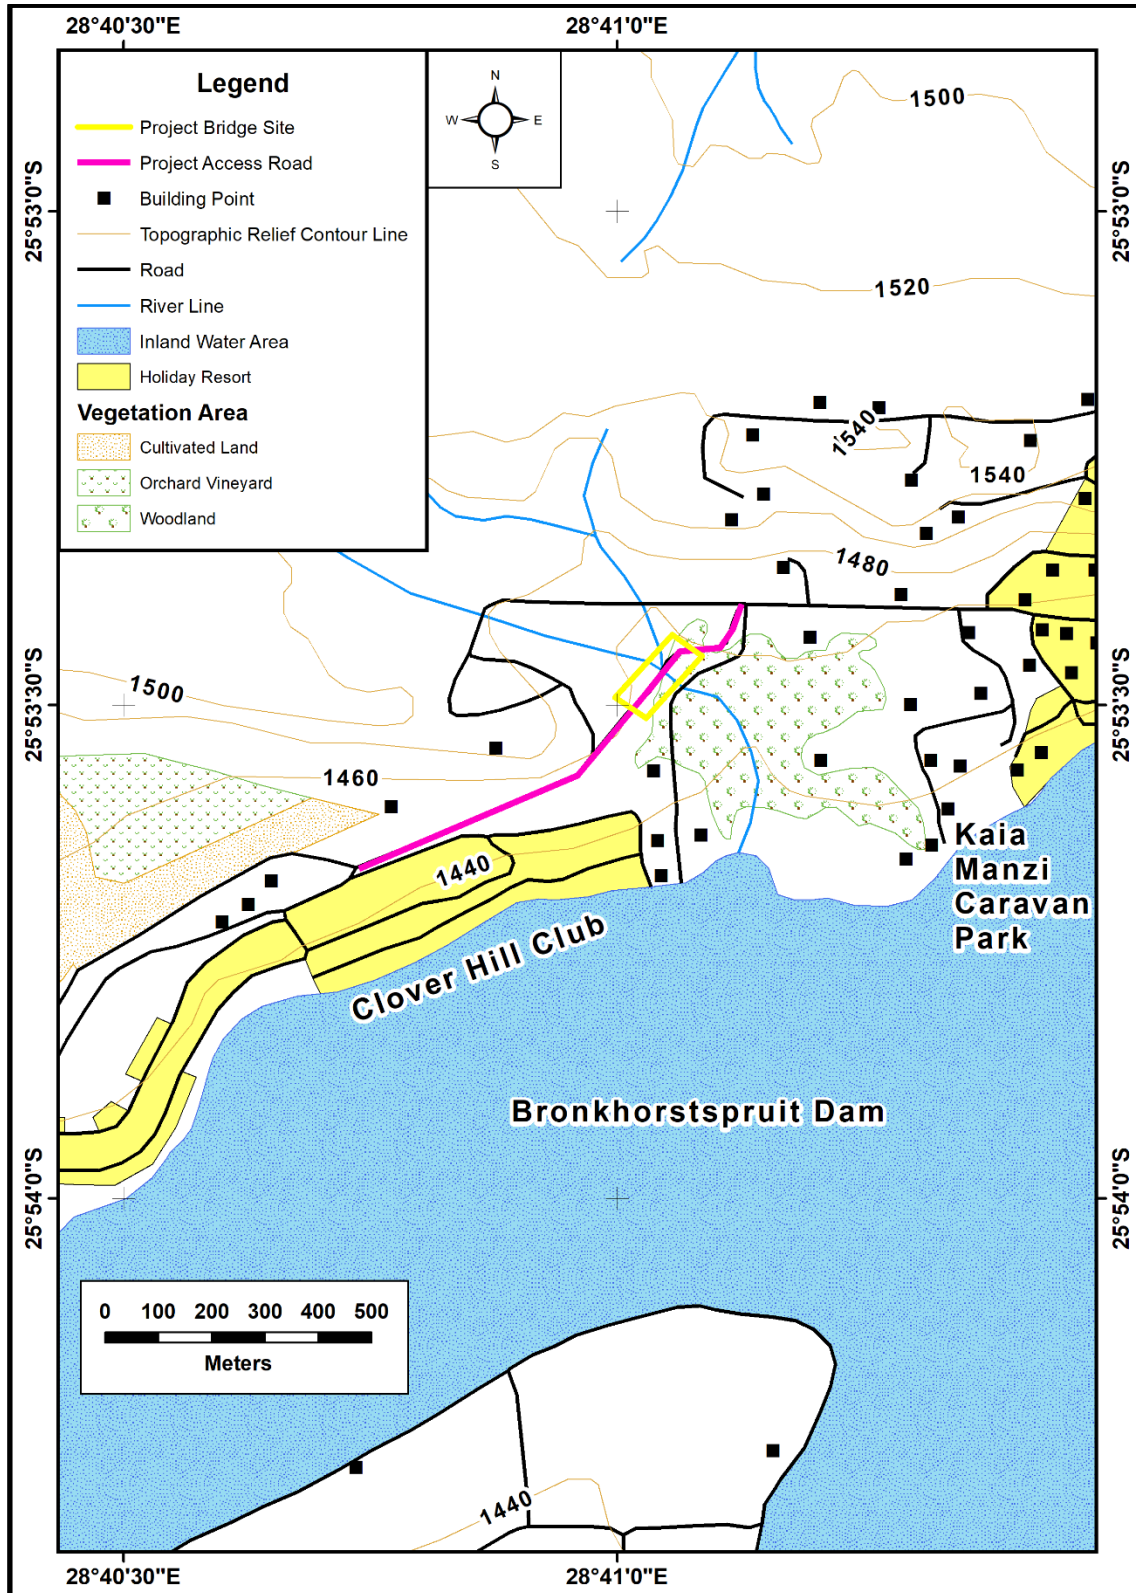 28°40'30"E
28°41'0"E
Legend
Project Bridge Site
Project Access Road
Building Point
Topographic Relief Contour Line
Road
River Line
Inland Water Area
Holiday Resort
Vegetation Area
Cultivated Land
Orchard Vineyard
Woodland
N
W
E
S
1500
25°53'0"S
25°53'0"S
1520
1540
1540
1480
1500
25°53'30"S
25°53'30"S
1460
1440
Kaia
Manzi
Caravan
Park
Clover Hill Club
Bronkhorstspruit Dam
25°54'0"S
25°54'0"S
0 100 200 300 400 500
Meters
1440
28°40'30"E
28°41'0"E